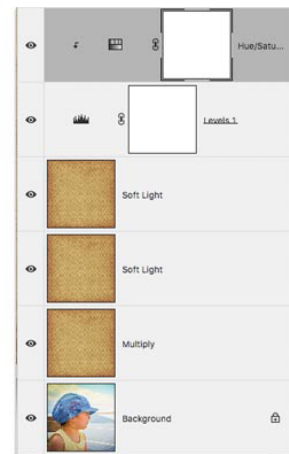 Hue/Satu...
Levels 1
Soft Light
Soft Light
Multiply
Background